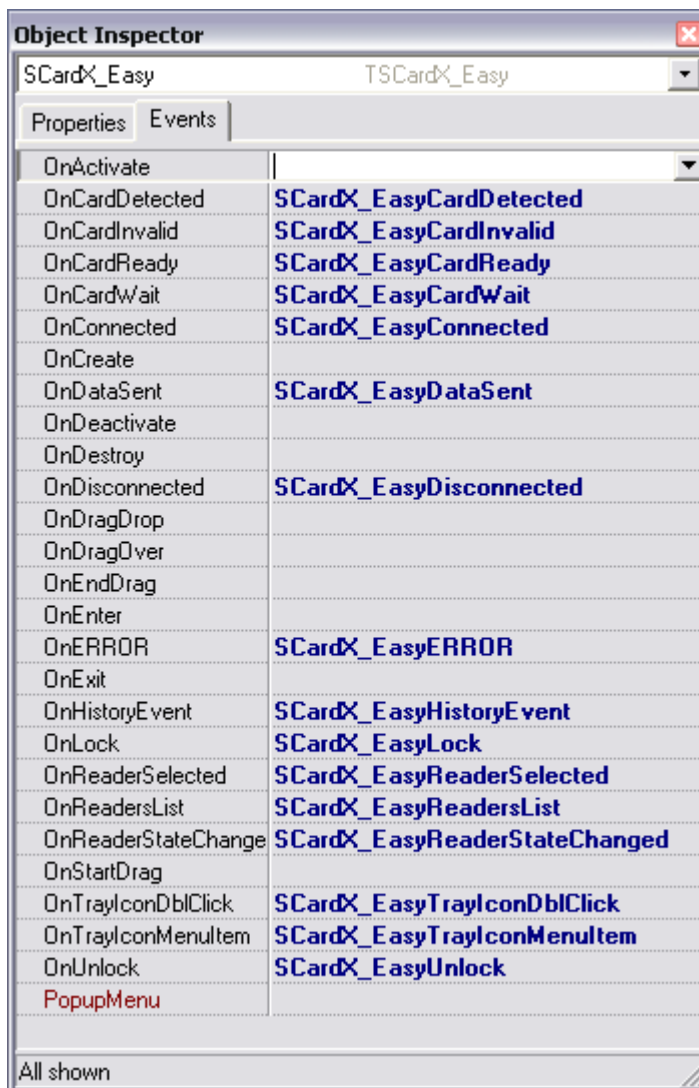 Object Inspector
SCardX_Easy TSCardX_Easy
Properties Events
OnActivate
OnCardDetected SCardX_EasyCardDetected
OnCardInvalid SCardX_EasyCardInvalid
OnCardReady SCardX_EasyCardReady
OnCardWait SCardX_EasyCardWait
OnConnected SCardX_EasyConnected
OnCreate
OnDataSent SCardX_EasyDataSent
OnDeactivate
OnDestroy
OnDisconnected SCardX_EasyDisconnected
OnDragDrop
OnDragOver
OnEndDrag
OnEnter
OnERROR SCardX_EasyERROR
OnExit
OnHistoryEvent SCardX_EasyHistoryEvent
OnLock SCardX_EasyLock
OnReaderSelected SCardX_EasyReaderSelected
OnReadersList SCardX_EasyReadersList
OnReaderStateChange SCardX_EasyReaderStateChanged
OnStartDrag
OnTrayIconDblClick SCardX_EasyTrayIconDblClick
OnTrayIconMenuItem SCardX_EasyTrayIconMenuItem
OnUnlock SCardX_EasyUnlock
PopupMenu
All shown